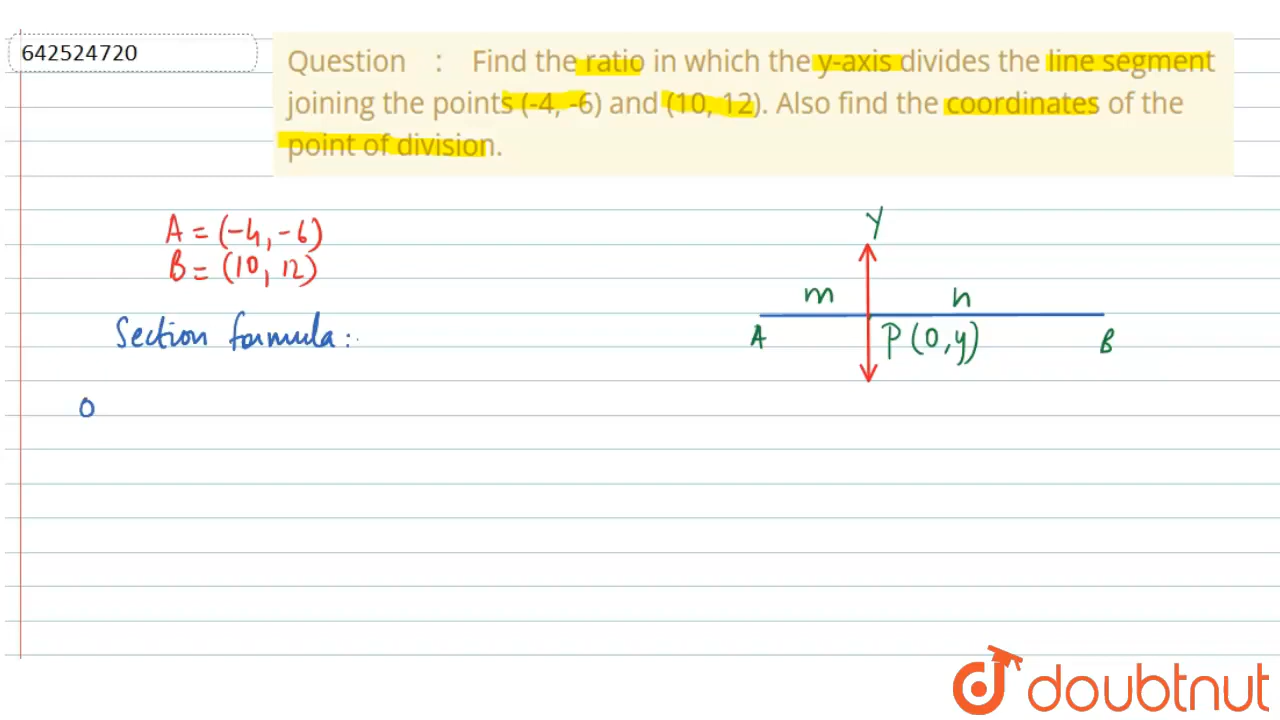 642524720
Question : Find the ratio in which the y-axis divides the line segment
joining the points (-4, -6) and (10, 12). Also find the coordinates of the
point of division.
A = (-4, -6)
B = (10, 12)
Section formula:
0
Y
m n
A P(0, y) B
doubtnut